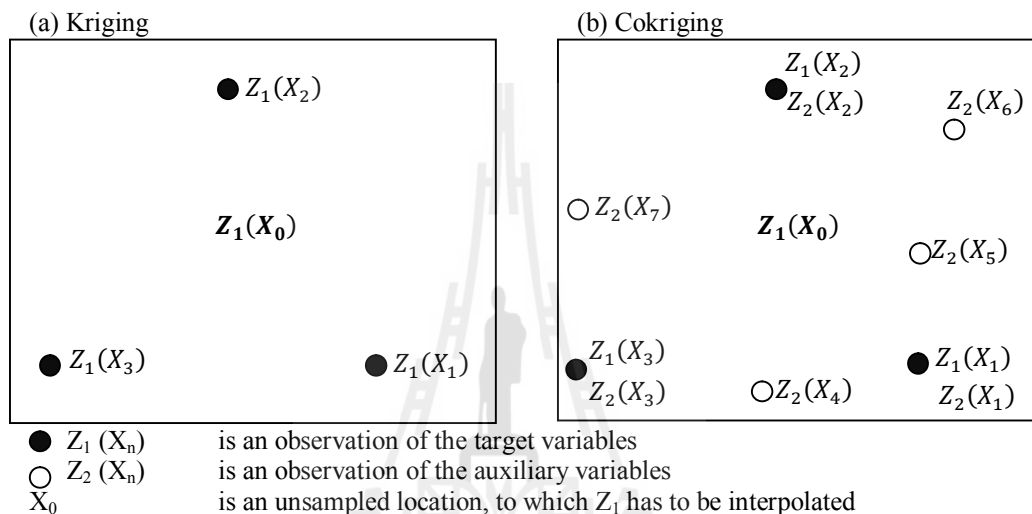 (a) Kriging
Z₁(X₂)
Z₁(X₀)
Z₁(X₃)
Z₁(X₁)
(b) Cokriging
Z₁(X₂)
Z₂(X₂)
Z₂(X₆)
Z₂(X₇)
Z₁(X₀)
Z₂(X₅)
Z₁(X₃)
Z₂(X₃)
Z₂(X₄)
Z₁(X₁)
Z₂(X₁)
Z₁ (Xₙ) is an observation of the target variables
Z₂ (Xₙ) is an observation of the auxiliary variables
X₀ is an unsampled location, to which Z₁ has to be interpolated